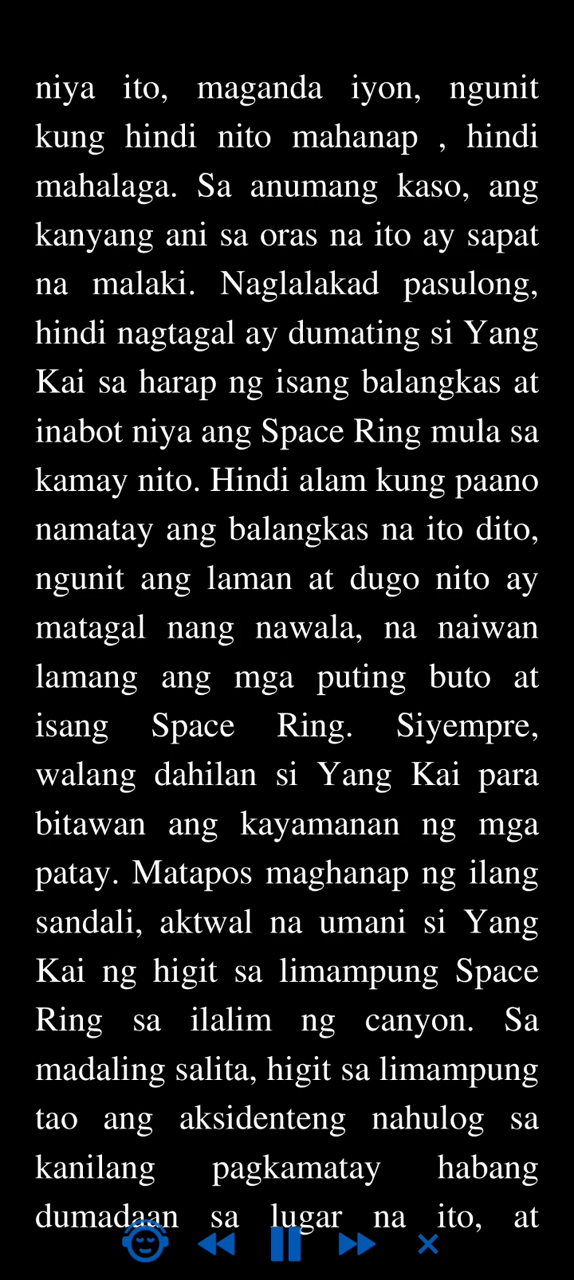 niya ito, maganda iyon, ngunit
kung hindi nito mahanap , hindi
mahalaga. Sa anumang kaso, ang
kanyang ani sa oras na ito ay sapat
na malaki. Naglalakad pasulong,
hindi nagtagal ay dumating si Yang
Kai sa harap ng isang balangkas at
inabot niya ang Space Ring mula sa
kamay nito. Hindi alam kung paano
namatay ang balangkas na ito dito,
ngunit ang laman at dugo nito ay
matagal nang nawala, na naiwan
lamang ang mga puting buto at
isang Space Ring. Siyempre,
walang dahilan si Yang Kai para
bitawan ang kayamanan ng mga
patay. Matapos maghanap ng ilang
sandali, aktwal na umani si Yang
Kai ng higit sa limampung Space
Ring sa ilalim ng canyon. Sa
madaling salita, higit sa limampung
tao ang aksidenteng nahulog sa
kanilang pagkamatay habang
dumadaan sa lugar na ito, at